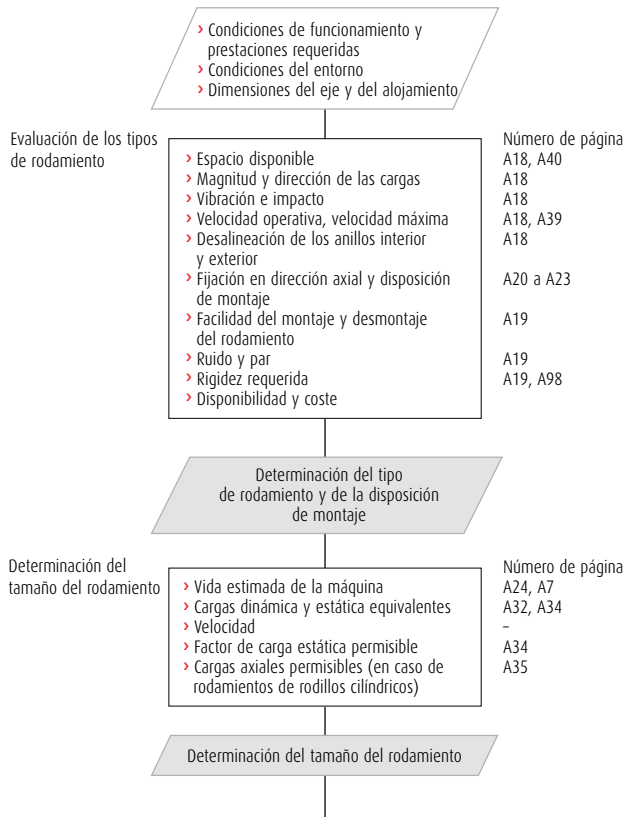 › Condiciones de funcionamiento y
prestaciones requeridas
› Condiciones del entorno
› Dimensiones del eje y del alojamiento
Evaluación de los tipos
de rodamiento
Número de página
› Espacio disponible A18, A40
› Magnitud y dirección de las cargas A18
› Vibración e impacto A18
› Velocidad operativa, velocidad máxima A18, A39
› Desalineación de los anillos interior A18
y exterior
› Fijación en dirección axial y disposición A20 a A23
de montaje
› Facilidad del montaje y desmontaje A19
del rodamiento
› Ruido y par A19
› Rigidez requerida A19, A98
› Disponibilidad y coste
Determinación del tipo
de rodamiento y de la disposición
de montaje
Determinación del
tamaño del rodamiento
Número de página
› Vida estimada de la máquina A24, A7
› Cargas dinámica y estática equivalentes A32, A34
› Velocidad –
› Factor de carga estática permisible A34
› Cargas axiales permisibles (en caso de A35
rodamientos de rodillos cilíndricos)
Determinación del tamaño del rodamiento